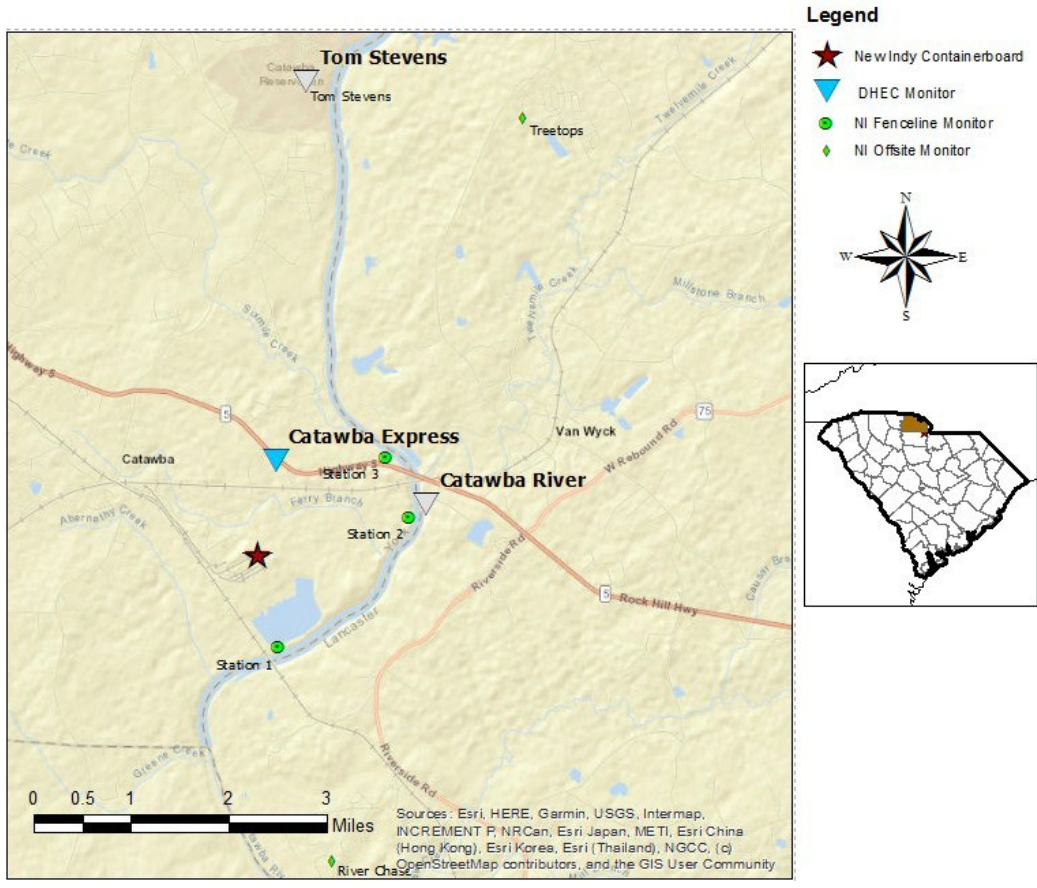 Legend
New Indy Containerboard
DHEC Monitor
NI Fenceline Monitor
NI Offsite Monitor
N
W
E
S
Tom Stevens
Catawba
Tom Stevens
Treetops
Twelvemile Creek
Creek
Sixmile Creek
Twelvemile Creek
Millstone Branch
Highway 5
5
75
W Rebound Rd
Van Wyck
Catawba Express
Catawba
Highway 5
Station 3
Catawba River
Ferry Branch
Abernathy Creek
Station 2
York
Riverside Rd
5
Rock Hill Hwy
Lancaster
Station 1
Greene Creek
Riverside Rd
0 0.5 1 2 3
Miles
Sources: Esri, HERE, Garmin, USGS, Intermap,
INCREMENT P, NRCan, Esri Japan, METI, Esri China
(Hong Kong), Esri Korea, Esri (Thailand), NGCC, (c)
OpenStreetMap contributors, and the GIS User Community
River Chase